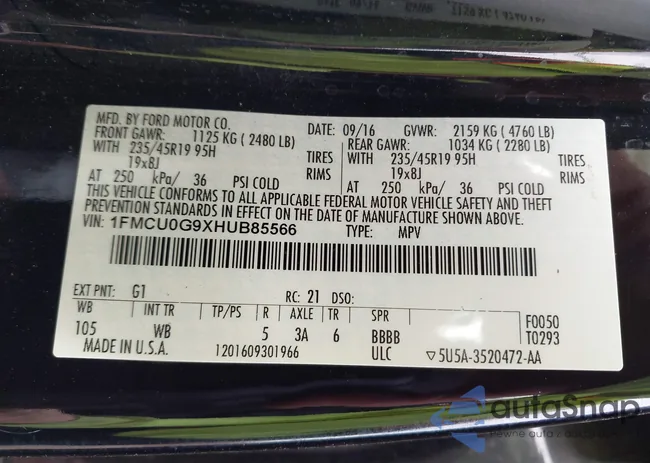 MFD. BY FORD MOTOR CO.
DATE: 09/16 GVWR: 2159 KG ( 4760 LB)
FRONT GAWR: 1125 KG ( 2480 LB) REAR GAWR: 1034 KG ( 2280 LB)
WITH 235/45R19 95H TIRES WITH 235/45R19 95H TIRES
19x8J RIMS 19x8J RIMS
AT 250 kPa/ 36 PSI COLD AT 250 kPa/ 36 PSI COLD
THIS VEHICLE CONFORMS TO ALL APPLICABLE FEDERAL MOTOR VEHICLE SAFETY AND THEFT
PREVENTION STANDARDS IN EFFECT ON THE DATE OF MANUFACTURE SHOWN ABOVE.
VIN: 1FMCU0G9XHUB85566 TYPE: MPV
EXT PNT: G1 RC: 21 DSO:
WB INT TR TP/PS R AXLE TR SPR F0050
105 WB 5 3A 6 BBBB T0293
MADE IN U.S.A. 1201609301966 ULC ▽5U5A-3520472-AA
autaSnap
Pewne auta z